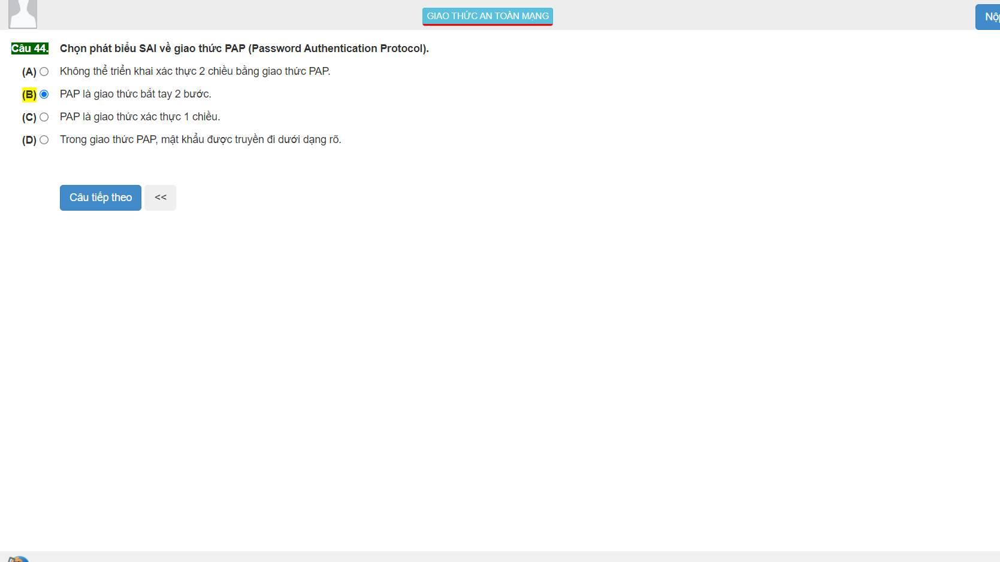 GIAO THỨC AN TOÀN MẠNG
Câu 44. Chọn phát biểu SAI về giao thức PAP (Password Authentication Protocol).
(A) Không thể triển khai xác thực 2 chiều bằng giao thức PAP.
(B) PAP là giao thức bắt tay 2 bước.
(C) PAP là giao thức xác thực 1 chiều.
(D) Trong giao thức PAP, mật khẩu được truyền đi dưới dạng rõ.
Câu tiếp theo <<